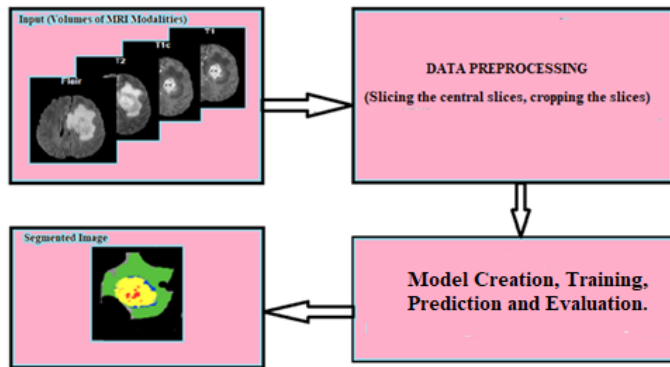 Input (Volumes of MRI Modalities)
Flair
T2
T1c
T1
DATA PREPROCESSING
(Slicing the central slices, cropping the slices)
Segmented Image
Model Creation, Training,
Prediction and Evaluation.